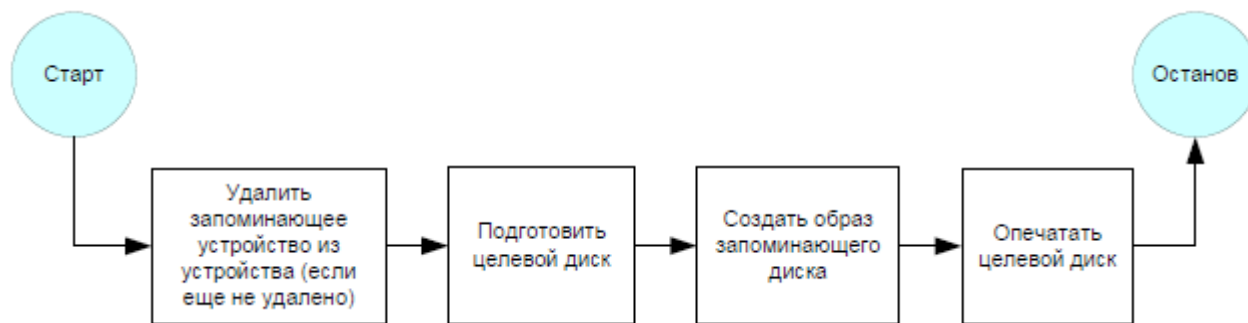 Старт
Удалить
запоминающее
устройство из
устройства (если
еще не удалено)
Подготовить
целевой диск
Создать образ
запоминающего
диска
Опечатать
целевой диск
Останов